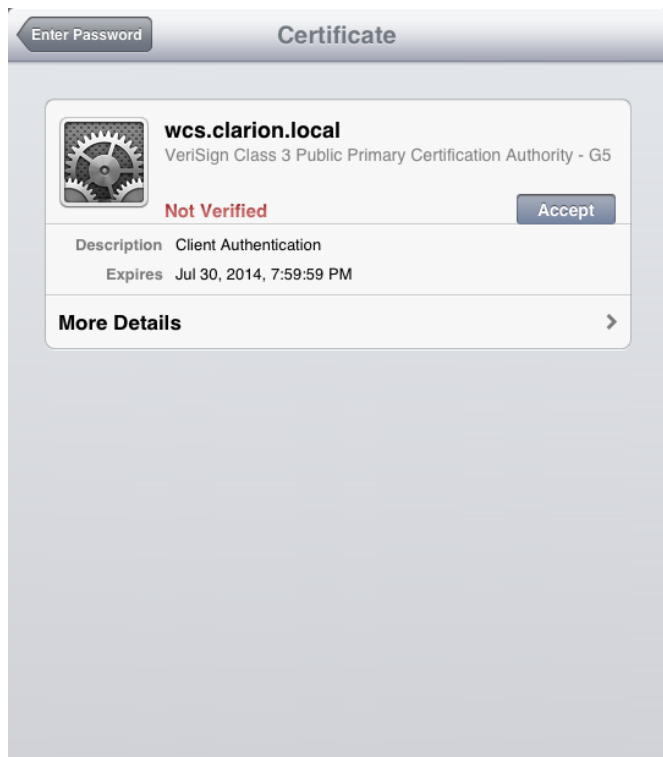 Enter Password
Certificate
wcs.clarion.local
VeriSign Class 3 Public Primary Certification Authority - G5
Not Verified
Accept
Description Client Authentication
Expires Jul 30, 2014, 7:59:59 PM
More Details